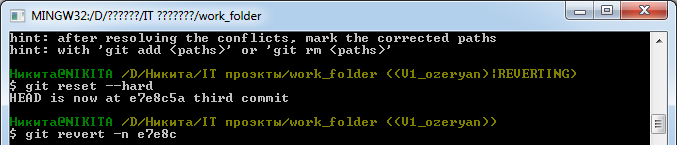 MINGW32:/D/??????/IT ???????/work_folder
hint: after resolving the conflicts, mark the corrected paths
hint: with 'git add <paths>' or 'git rm <paths>'
Никита@NIKITA /D/Никита/IT проэкты/work_folder ((V1_ozeryan)|REVERTING)
$ git reset --hard
HEAD is now at e7e8c5a third commit
Никита@NIKITA /D/Никита/IT проэкты/work_folder ((V1_ozeryan))
$ git revert -n e7e8c